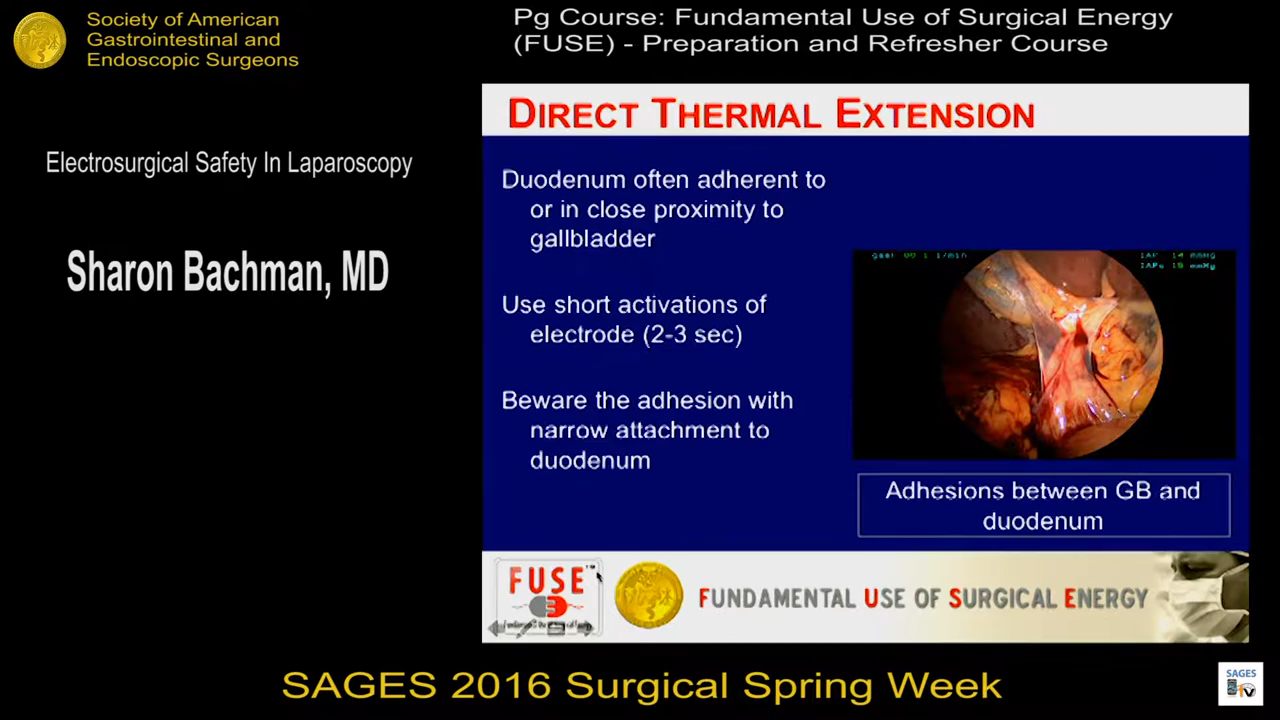 Society of American
Gastrointestinal and
Endoscopic Surgeons
Pg Course: Fundamental Use of Surgical Energy
(FUSE) - Preparation and Refresher Course
Electrosurgical Safety In Laparoscopy
Sharon Bachman, MD
DIRECT THERMAL EXTENSION
Duodenum often adherent to
or in close proximity to
gallbladder
Use short activations of
electrode (2-3 sec)
Beware the adhesion with
narrow attachment to
duodenum
Adhesions between GB and
duodenum
FUSE™
FUNDAMENTAL USE OF SURGICAL ENERGY
SAGES 2016 Surgical Spring Week
SAGES
TV